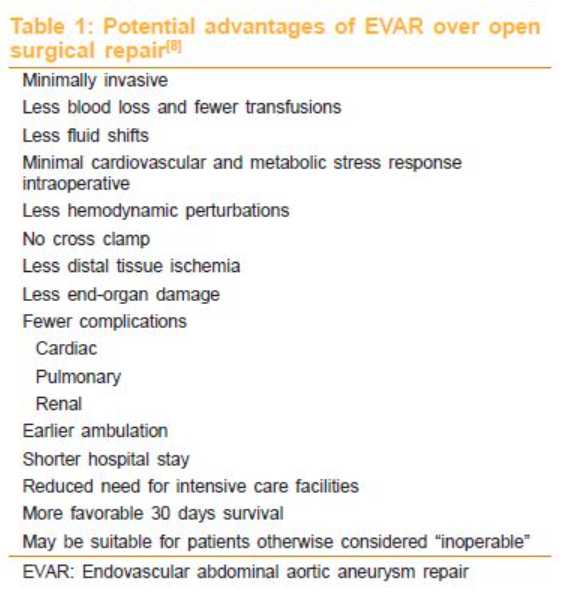 Table 1: Potential advantages of EVAR over open
surgical repair[8]
Minimally invasive
Less blood loss and fewer transfusions
Less fluid shifts
Minimal cardiovascular and metabolic stress response
intraoperative
Less hemodynamic perturbations
No cross clamp
Less distal tissue ischemia
Less end-organ damage
Fewer complications
Cardiac
Pulmonary
Renal
Earlier ambulation
Shorter hospital stay
Reduced need for intensive care facilities
More favorable 30 days survival
May be suitable for patients otherwise considered “inoperable”
EVAR: Endovascular abdominal aortic aneurysm repair